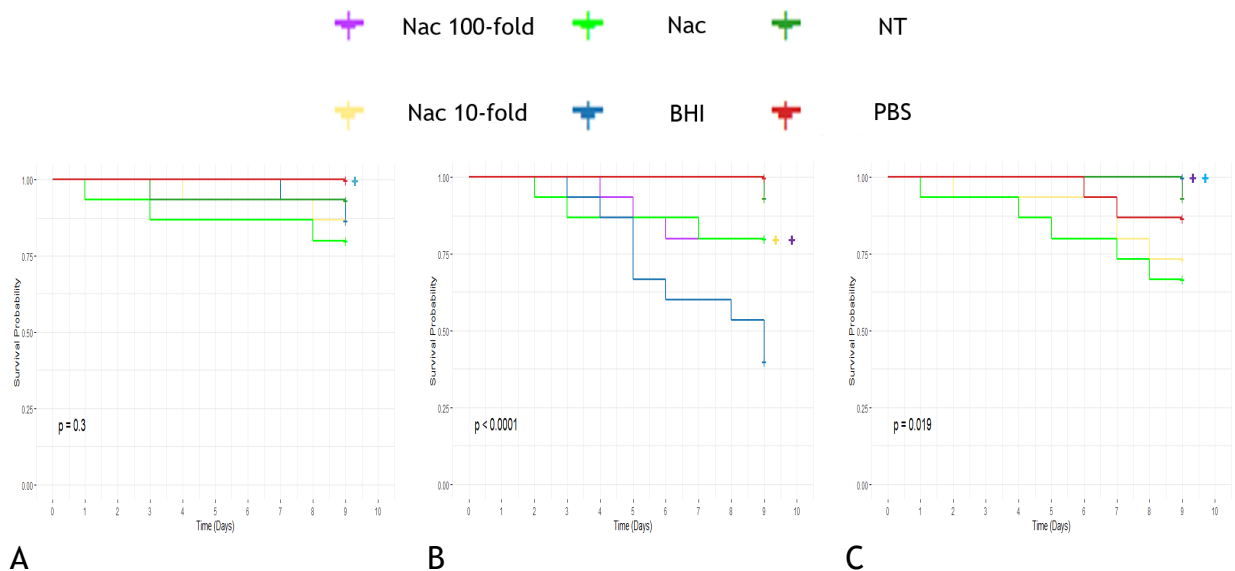 Nac 100-fold Nac NT
Nac 10-fold BHI PBS
1.00
0.75
0.50
0.25
0.00
Survival Probability
p = 0.3
0 1 2 3 4 5 6 7 8 9 10
Time (Days)
A
1.00
0.75
0.50
0.25
0.00
Survival Probability
p < 0.0001
0 1 2 3 4 5 6 7 8 9 10
Time (Days)
B
1.00
0.75
0.50
0.25
0.00
Survival Probability
p = 0.019
0 1 2 3 4 5 6 7 8 9 10
Time (Days)
C